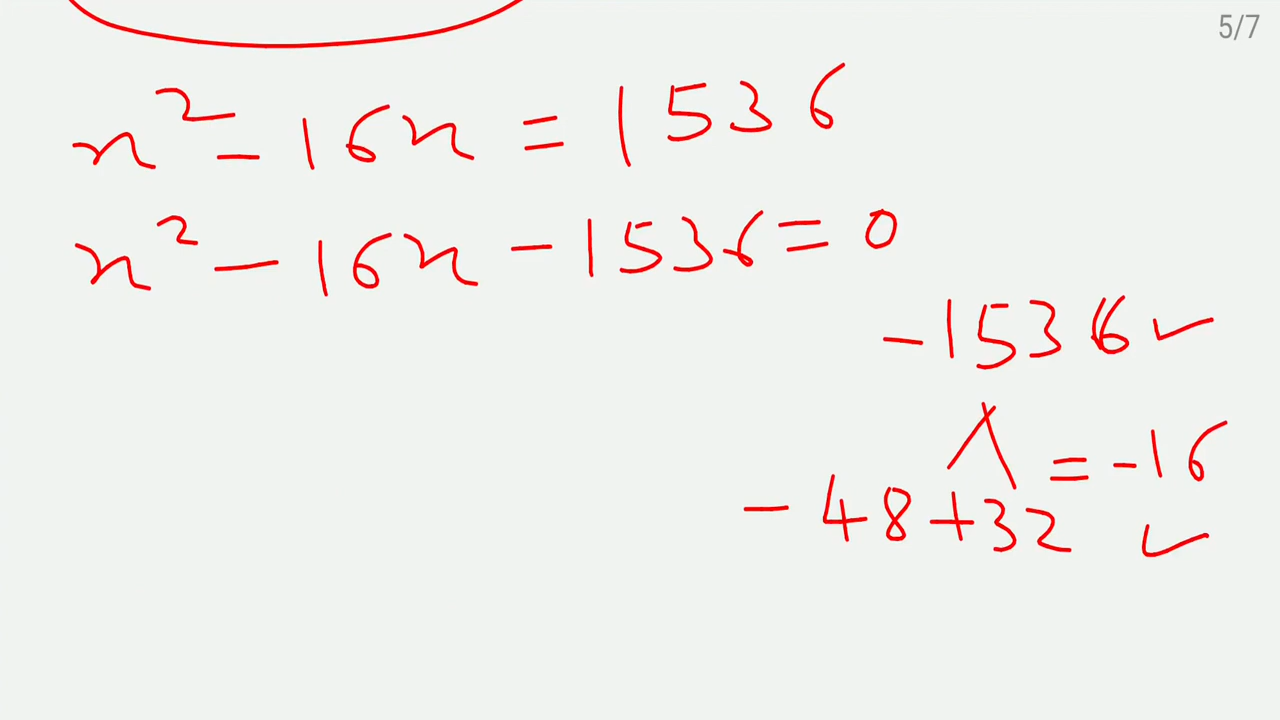 5/7
x² - 16x = 1536
x² - 16x - 1536 = 0
-1536 ✓
= -16
-48+32 ✓